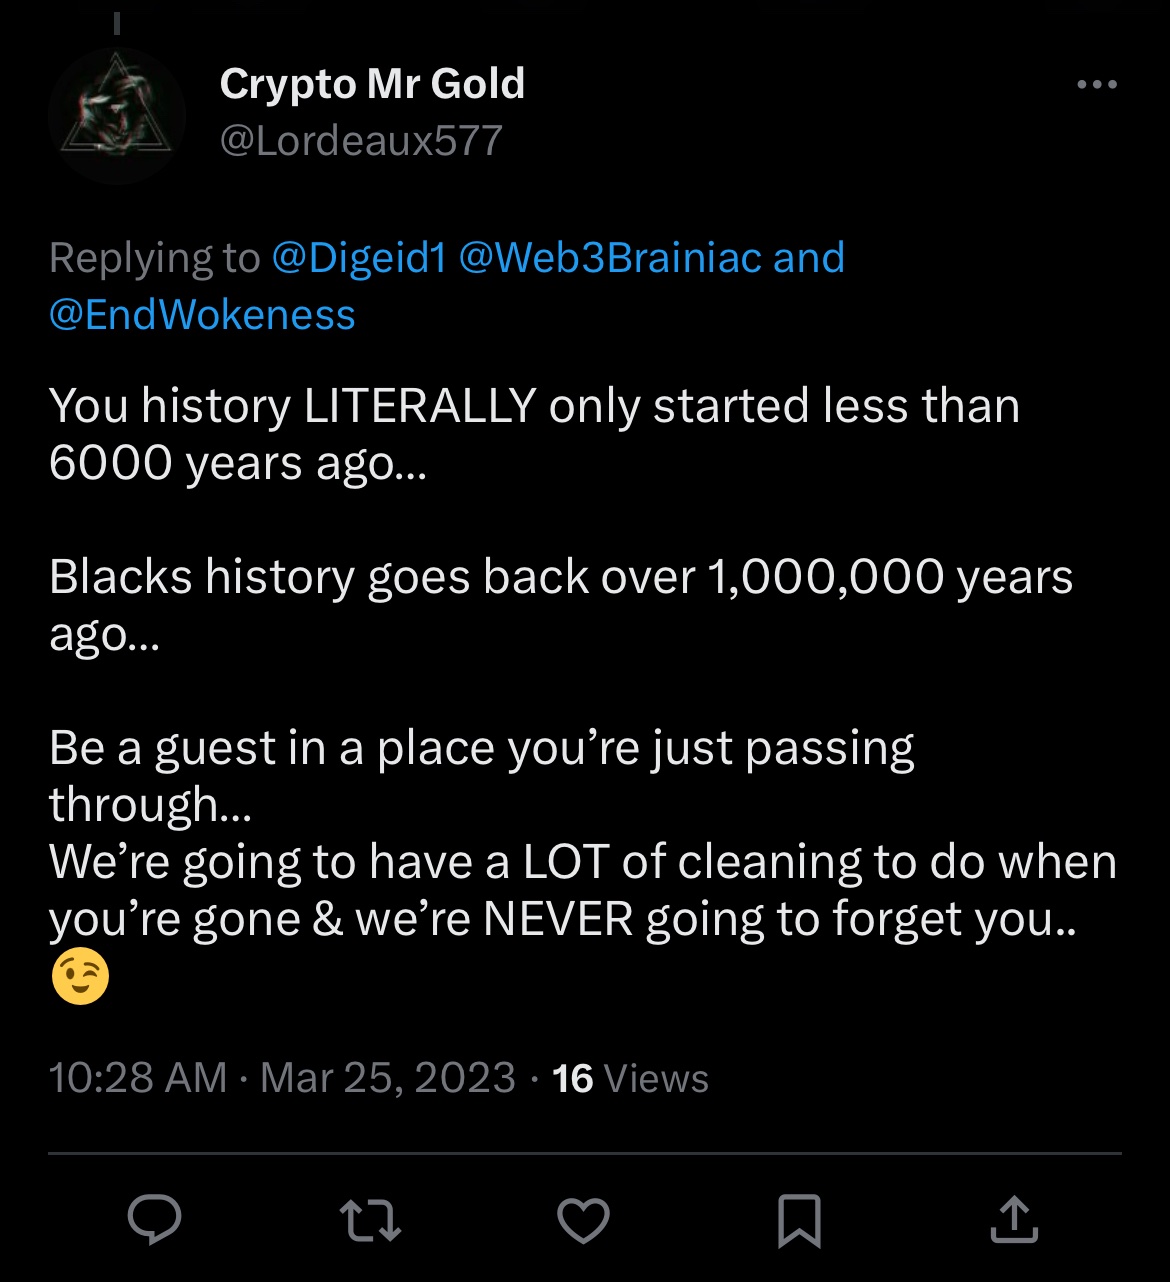 Crypto Mr Gold
@Lordeaux577
Replying to @Digeid1 @Web3Brainiac and
@EndWokeness
You history LITERALLY only started less than
6000 years ago...
Blacks history goes back over 1,000,000 years
ago...
Be a guest in a place you’re just passing
through...
We’re going to have a LOT of cleaning to do when
you’re gone & we’re NEVER going to forget you..
😉
10:28 AM · Mar 25, 2023 · 16 Views